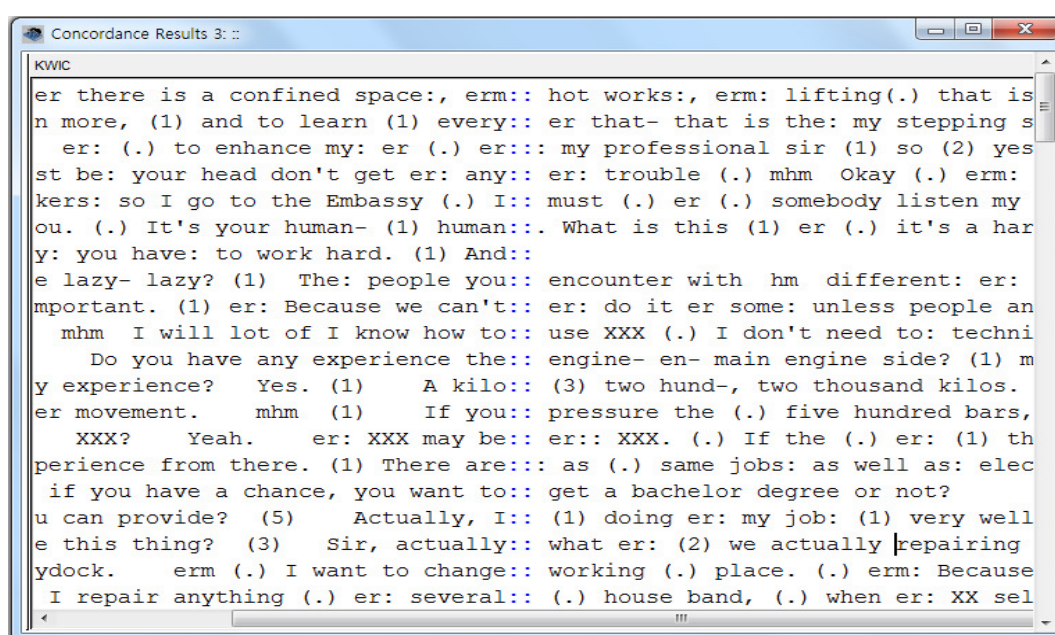 Concordance Results 3: ::
KWIC
er there is a confined space:, erm:: hot works:, erm: lifting(.) that is
n more, (1) and to learn (1) every:: er that- that is the: my stepping s
er: (.) to enhance my: er (.) er::: my professional sir (1) so (2) yes
st be: your head don't get er: any:: er: trouble (.) mhm Okay (.) erm:
kers: so I go to the Embassy (.) I:: must (.) er (.) somebody listen my
ou. (.) It's your human- (1) human::. What is this (1) er (.) it's a har
y: you have: to work hard. (1) And::
e lazy- lazy? (1) The: people you:: encounter with hm different: er:
mportant. (1) er: Because we can't:: er: do it er some: unless people an
mhm I will lot of I know how to:: use XXX (.) I don't need to: techni
Do you have any experience the:: engine- en- main engine side? (1) m
y experience? Yes. (1) A kilo:: (3) two hund-, two thousand kilos.
er movement. mhm (1) If you:: pressure the (.) five hundred bars,
XXX? Yeah. er: XXX may be:: er:: XXX. (.) If the (.) er: (1) th
perience from there. (1) There are::: as (.) same jobs: as well as: elec
if you have a chance, you want to:: get a bachelor degree or not?
u can provide? (5) Actually, I:: (1) doing er: my job: (1) very well
e this thing? (3) Sir, actually:: what er: (2) we actually repairing
ydock. erm (.) I want to change:: working (.) place. (.) erm: Because
I repair anything (.) er: several:: (.) house band, (.) when er: XX sel